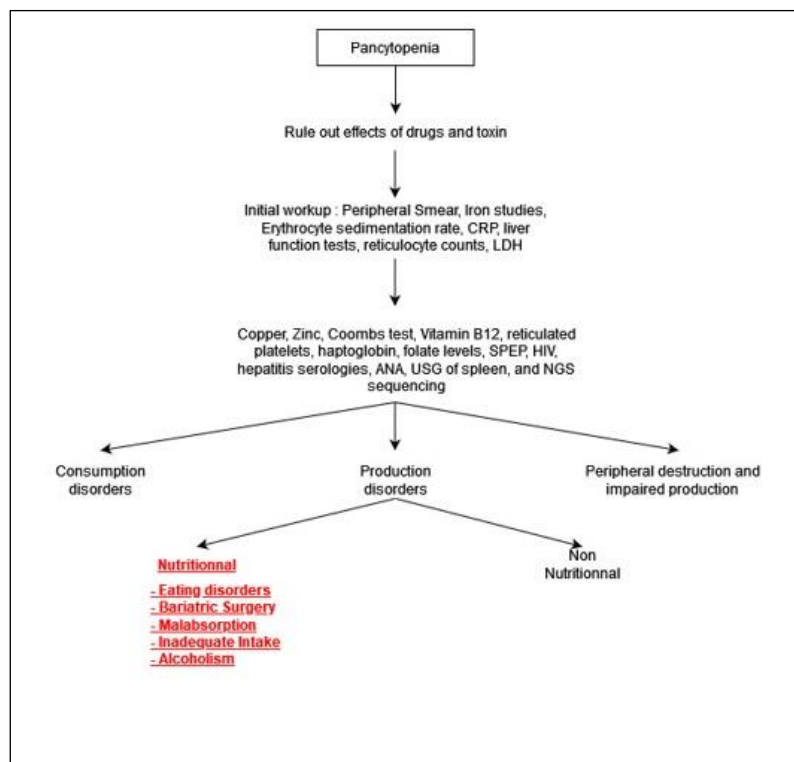 Pancytopenia
Rule out effects of drugs and toxin
Initial workup : Peripheral Smear, Iron studies,
Erythrocyte sedimentation rate, CRP, liver
function tests, reticulocyte counts, LDH
Copper, Zinc, Coombs test, Vitamin B12, reticulated
platelets, haptoglobin, folate levels, SPEP, HIV,
hepatitis serologies, ANA, USG of spleen, and NGS
sequencing
Consumption
disorders
Production
disorders
Peripheral destruction and
impaired production
Nutritionnal
- Eating disorders
- Bariatric Surgery
- Malabsorption
- Inadequate Intake
- Alcoholism
Non
Nutritionnal